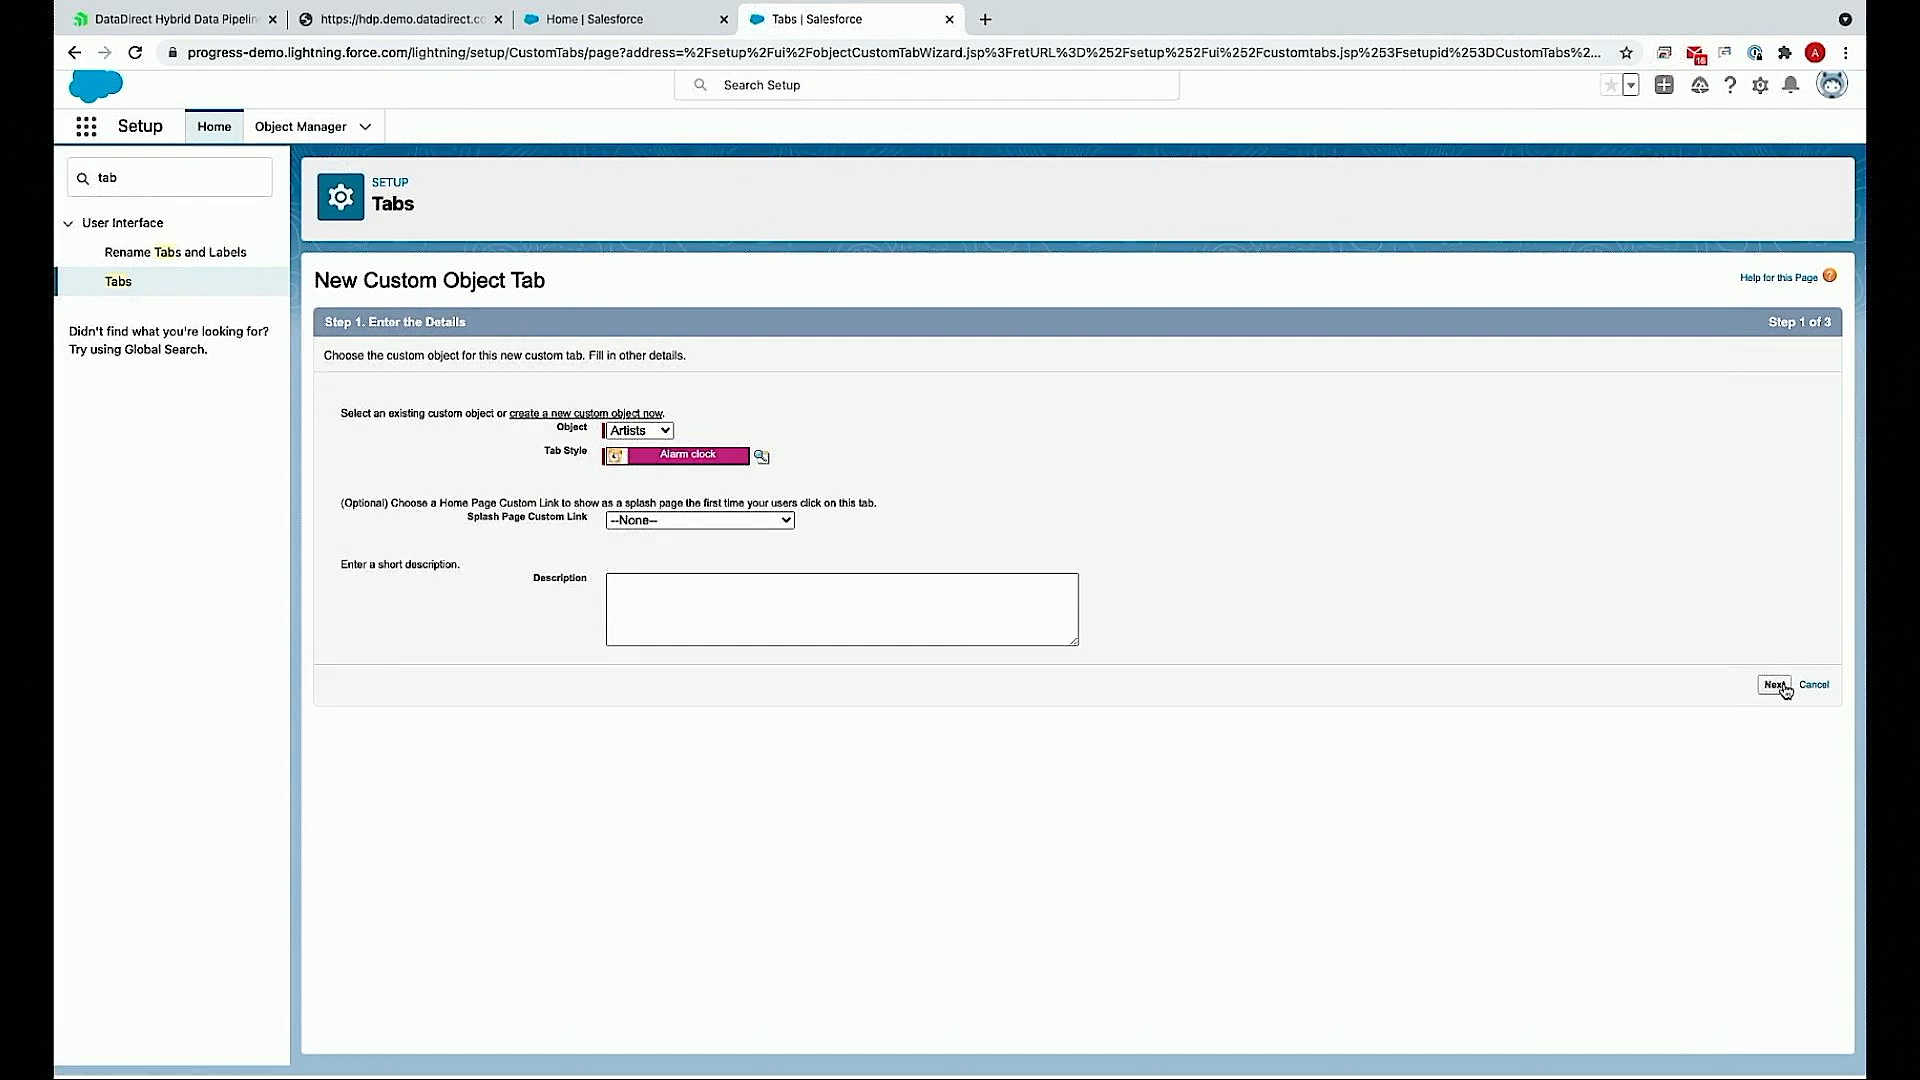 DataDirect Hybrid Data Pipelin
https://hdp.demo.datadirect.cc
Home | Salesforce
Tabs | Salesforce
progress-demo.lightning.force.com/lightning/setup/CustomTabs/page?address=%2Fsetup%2Fui%2FobjectCustomTabWizard.jsp%3FretURL%3D%252Fsetup%252Fui%252Fcustomtabs.jsp%253Fsetupid%253DCustomTabs%2...
16
A
Search Setup
Setup
Home
Object Manager
tab
User Interface
Rename Tabs and Labels
Tabs
Didn't find what you're looking for?
Try using Global Search.
SETUP
Tabs
New Custom Object Tab
Help for this Page
Step 1. Enter the Details
Step 1 of 3
Choose the custom object for this new custom tab. Fill in other details.
Select an existing custom object or create a new custom object now.
Object
Artists
Tab Style
Alarm clock
(Optional) Choose a Home Page Custom Link to show as a splash page the first time your users click on this tab.
Splash Page Custom Link
--None--
Enter a short description.
Description
Next
Cancel